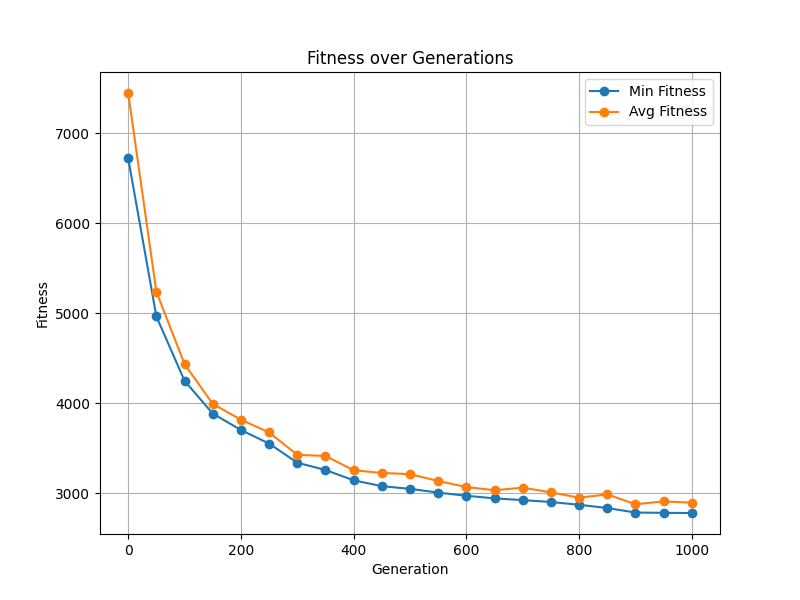 Fitness over Generations
Min Fitness
Avg Fitness
7000
6000
5000
4000
3000
Fitness
0 200 400 600 800 1000
Generation